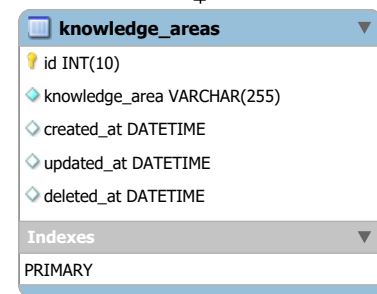 knowledge_areas
id INT(10)
knowledge_area VARCHAR(255)
created_at DATETIME
updated_at DATETIME
deleted_at DATETIME
Indexes
PRIMARY